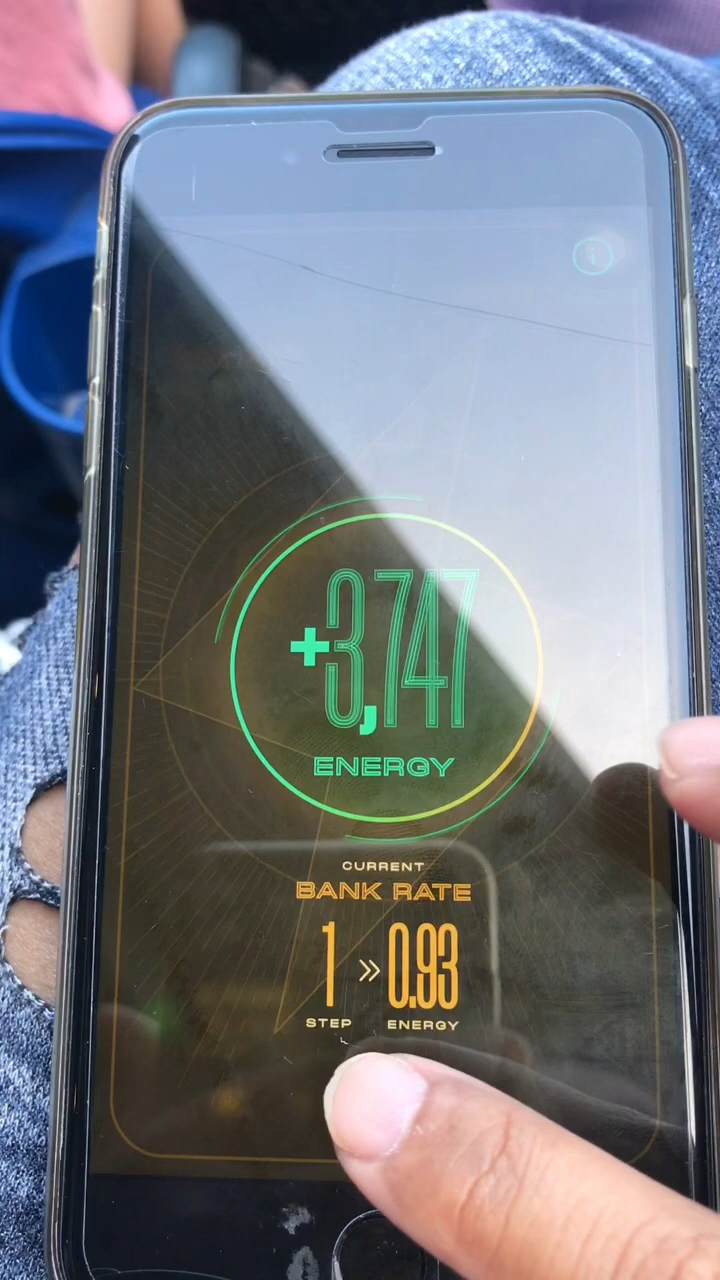 i
+3,747
ENERGY
CURRENT
BANK RATE
1 » 0.93
STEP ENERGY